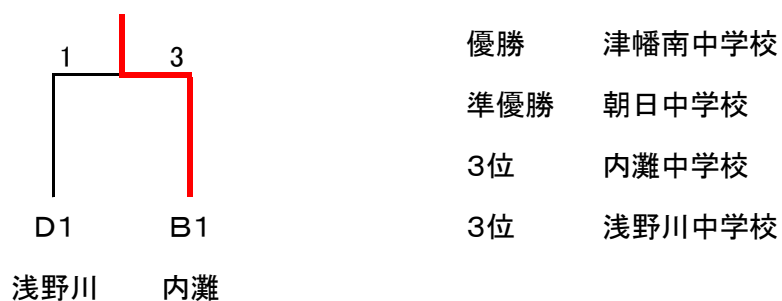 1 3
D1 B1
浅野川 内灘
優勝 津幡南中学校
準優勝 朝日中学校
3位 内灘中学校
3位 浅野川中学校